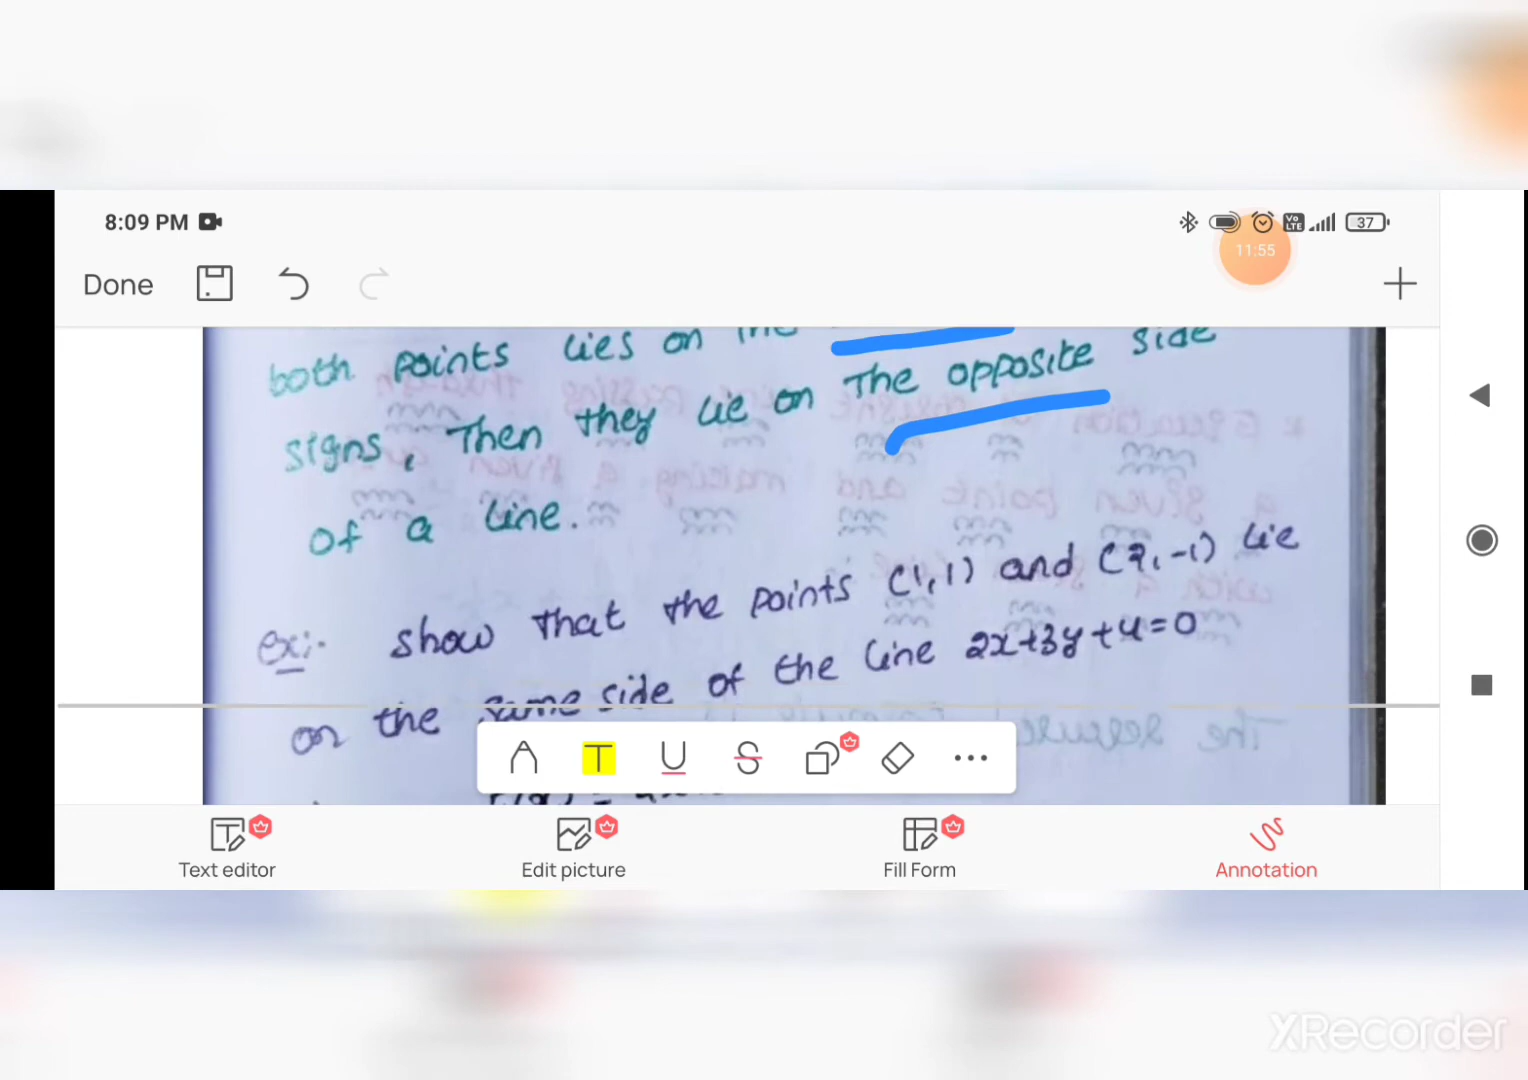 8:09 PM
Vo LTE
37
11:55
Done
both points lies on the
signs, Then they lie on The opposite side
of a line.
ex:- show that the points (1,1) and (2,-1) lie
on the same side of the line 2x+3y+4=0
T
U
S
Text editor
Edit picture
Fill Form
Annotation
XRecorder